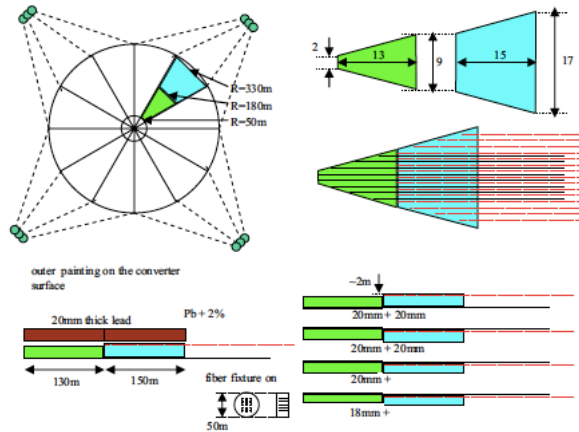 R=330m
R=180m
R=50m
2
13
9
15
17
outer painting on the converter
surface
20mm thick lead
Pb + 2%
130m
150m
fiber fixture on
50m
~2m
20mm + 20mm
20mm + 20mm
20mm +
18mm +